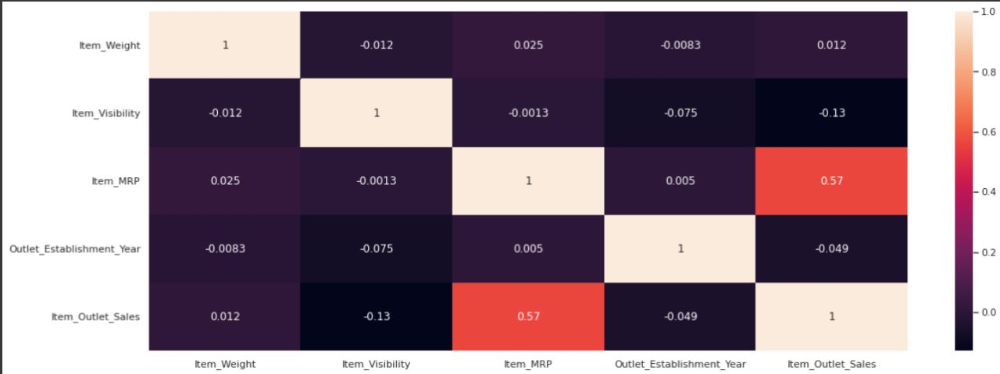 1.0
Item_Weight 1 -0.012 0.025 -0.0083 0.012
0.8
Item_Visibility -0.012 1 -0.0013 -0.075 -0.13
0.6
Item_MRP 0.025 -0.0013 1 0.005 0.57
0.4
Outlet_Establishment_Year -0.0083 -0.075 0.005 1 -0.049
0.2
Item_Outlet_Sales 0.012 -0.13 0.57 -0.049 1
0.0
Item_Weight Item_Visibility Item_MRP Outlet_Establishment_Year Item_Outlet_Sales